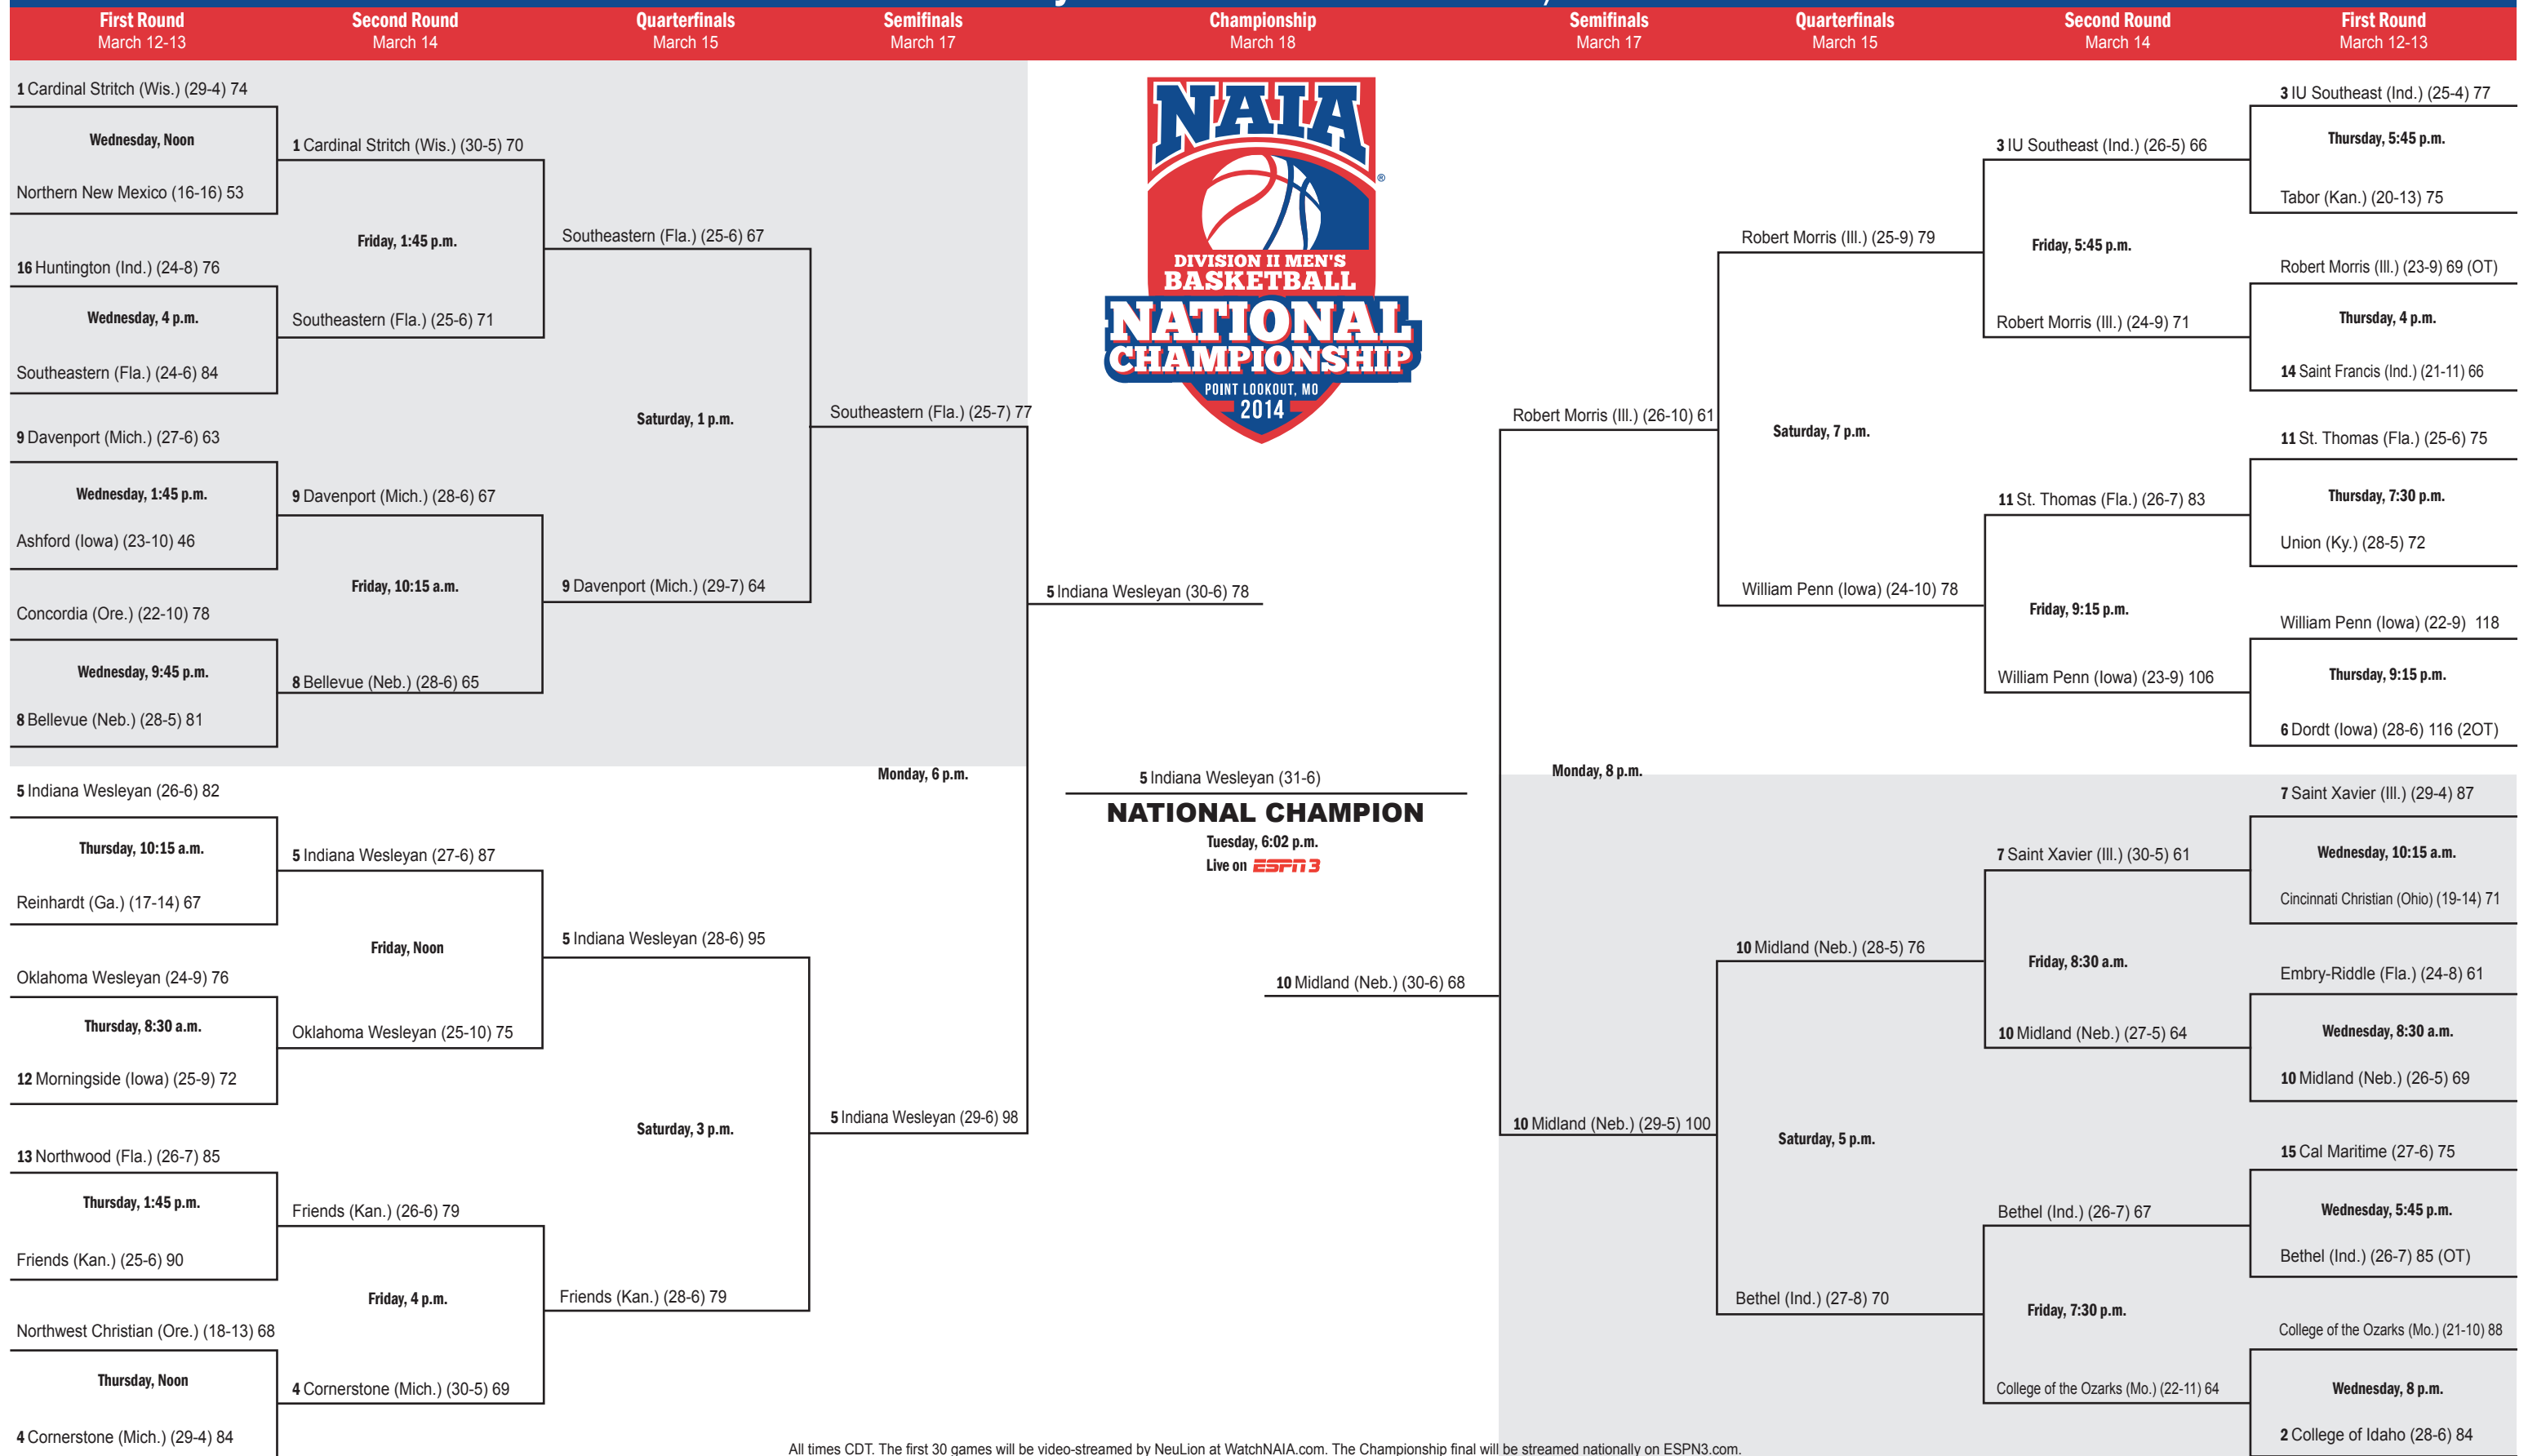 First Round
March 12-13
Second Round
March 14
Quarterfinals
March 15
Semifinals
March 17
Championship
March 18
Semifinals
March 17
Quarterfinals
March 15
Second Round
March 14
First Round
March 12-13
1 Cardinal Stritch (Wis.) (29-4) 74
Wednesday, Noon
Northern New Mexico (16-16) 53
16 Huntington (Ind.) (24-8) 76
Wednesday, 4 p.m.
Southeastern (Fla.) (24-6) 84
9 Davenport (Mich.) (27-6) 63
Wednesday, 1:45 p.m.
Ashford (Iowa) (23-10) 46
Concordia (Ore.) (22-10) 78
Wednesday, 9:45 p.m.
8 Bellevue (Neb.) (28-5) 81
5 Indiana Wesleyan (26-6) 82
Thursday, 10:15 a.m.
Reinhardt (Ga.) (17-14) 67
Oklahoma Wesleyan (24-9) 76
Thursday, 8:30 a.m.
12 Morningside (Iowa) (25-9) 72
13 Northwood (Fla.) (26-7) 85
Thursday, 1:45 p.m.
Friends (Kan.) (25-6) 90
Northwest Christian (Ore.) (18-13) 68
Thursday, Noon
4 Cornerstone (Mich.) (29-4) 84
1 Cardinal Stritch (Wis.) (30-5) 70
Friday, 1:45 p.m.
Southeastern (Fla.) (25-6) 71
9 Davenport (Mich.) (28-6) 67
Friday, 10:15 a.m.
8 Bellevue (Neb.) (28-6) 65
5 Indiana Wesleyan (27-6) 87
Friday, Noon
Oklahoma Wesleyan (25-10) 75
Friends (Kan.) (26-6) 79
Friday, 4 p.m.
4 Cornerstone (Mich.) (30-5) 69
Southeastern (Fla.) (25-6) 67
Saturday, 1 p.m.
9 Davenport (Mich.) (29-7) 64
5 Indiana Wesleyan (28-6) 95
Saturday, 3 p.m.
Friends (Kan.) (28-6) 79
Southeastern (Fla.) (25-7) 77
Monday, 6 p.m.
5 Indiana Wesleyan (29-6) 98
NAIA
®
DIVISION II MEN'S
BASKETBALL
NATIONAL
CHAMPIONSHIP
POINT LOOKOUT, MO
2014
5 Indiana Wesleyan (30-6) 78
5 Indiana Wesleyan (31-6)
NATIONAL CHAMPION
Tuesday, 6:02 p.m.
Live on ESPN3
10 Midland (Neb.) (30-6) 68
Robert Morris (Ill.) (26-10) 61
Monday, 8 p.m.
10 Midland (Neb.) (29-5) 100
Robert Morris (Ill.) (25-9) 79
Saturday, 7 p.m.
William Penn (Iowa) (24-10) 78
10 Midland (Neb.) (28-5) 76
Saturday, 5 p.m.
Bethel (Ind.) (27-8) 70
3 IU Southeast (Ind.) (26-5) 66
Friday, 5:45 p.m.
Robert Morris (Ill.) (24-9) 71
11 St. Thomas (Fla.) (26-7) 83
Friday, 9:15 p.m.
William Penn (Iowa) (23-9) 106
7 Saint Xavier (Ill.) (30-5) 61
Friday, 8:30 a.m.
10 Midland (Neb.) (27-5) 64
Bethel (Ind.) (26-7) 67
Friday, 7:30 p.m.
College of the Ozarks (Mo.) (22-11) 64
3 IU Southeast (Ind.) (25-4) 77
Thursday, 5:45 p.m.
Tabor (Kan.) (20-13) 75
Robert Morris (Ill.) (23-9) 69 (OT)
Thursday, 4 p.m.
14 Saint Francis (Ind.) (21-11) 66
11 St. Thomas (Fla.) (25-6) 75
Thursday, 7:30 p.m.
Union (Ky.) (28-5) 72
William Penn (Iowa) (22-9) 118
Thursday, 9:15 p.m.
6 Dordt (Iowa) (28-6) 116 (2OT)
7 Saint Xavier (Ill.) (29-4) 87
Wednesday, 10:15 a.m.
Cincinnati Christian (Ohio) (19-14) 71
Embry-Riddle (Fla.) (24-8) 61
Wednesday, 8:30 a.m.
10 Midland (Neb.) (26-5) 69
15 Cal Maritime (27-6) 75
Wednesday, 5:45 p.m.
Bethel (Ind.) (26-7) 85 (OT)
College of the Ozarks (Mo.) (21-10) 88
Wednesday, 8 p.m.
2 College of Idaho (28-6) 84
All times CDT. The first 30 games will be video-streamed by NeuLion at WatchNAIA.com. The Championship final will be streamed nationally on ESPN3.com.